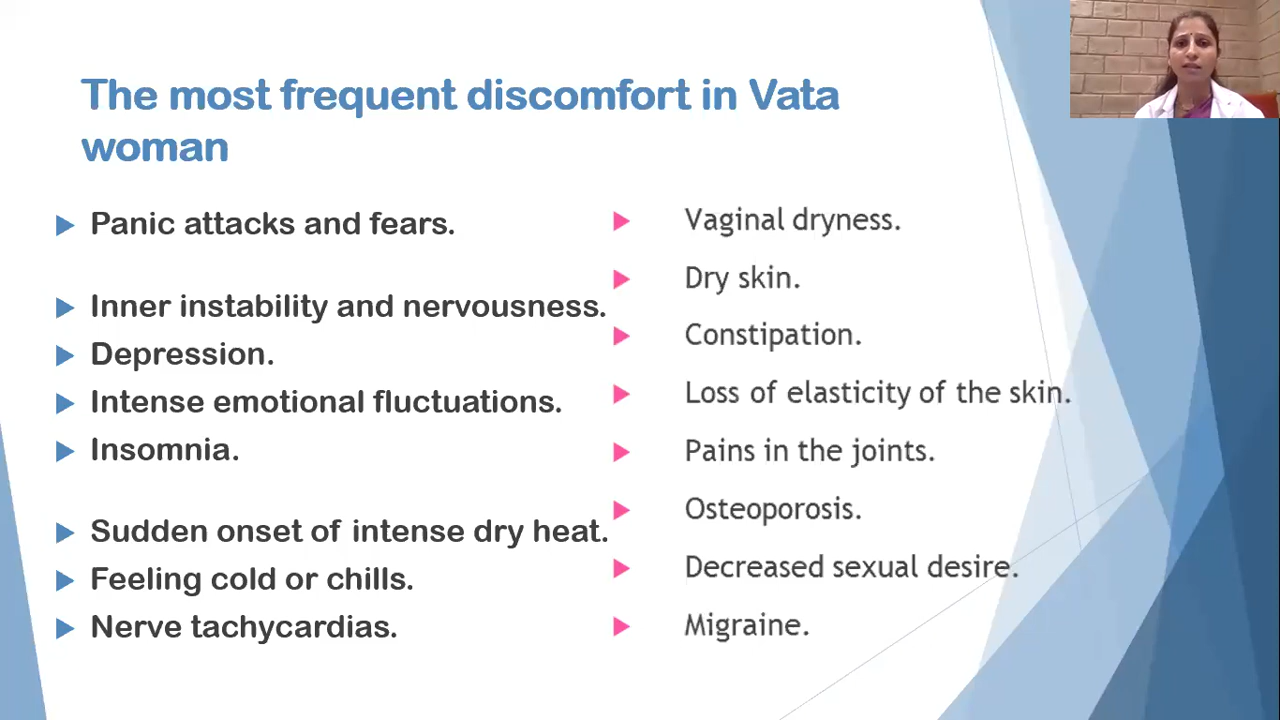 The most frequent discomfort in Vata
woman
Panic attacks and fears.
Inner instability and nervousness.
Depression.
Intense emotional fluctuations.
Insomnia.
Sudden onset of intense dry heat.
Feeling cold or chills.
Nerve tachycardias.
Vaginal dryness.
Dry skin.
Constipation.
Loss of elasticity of the skin.
Pains in the joints.
Osteoporosis.
Decreased sexual desire.
Migraine.